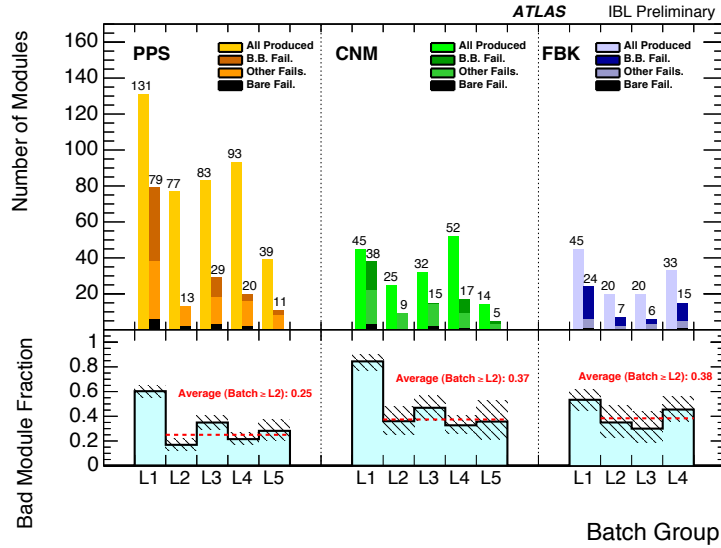 ATLAS IBL Preliminary
Number of Modules
160
140
120
100
80
60
40
20
PPS
All Produced
B.B. Fail.
Other Fails.
Bare Fail.
131
79
77
13
83
29
93
20
39
11
CNM
All Produced
B.B. Fail.
Other Fails.
Bare Fail.
45
38
25
9
32
15
52
17
14
5
FBK
All Produced
B.B. Fail.
Other Fails.
Bare Fail.
45
24
20
7
20
6
33
15
Bad Module Fraction
1
0.8
0.6
0.4
0.2
0
Average (Batch ≥ L2): 0.25
Average (Batch ≥ L2): 0.37
Average (Batch ≥ L2): 0.38
L1 L2 L3 L4 L5 L1 L2 L3 L4 L5 L1 L2 L3 L4
Batch Group